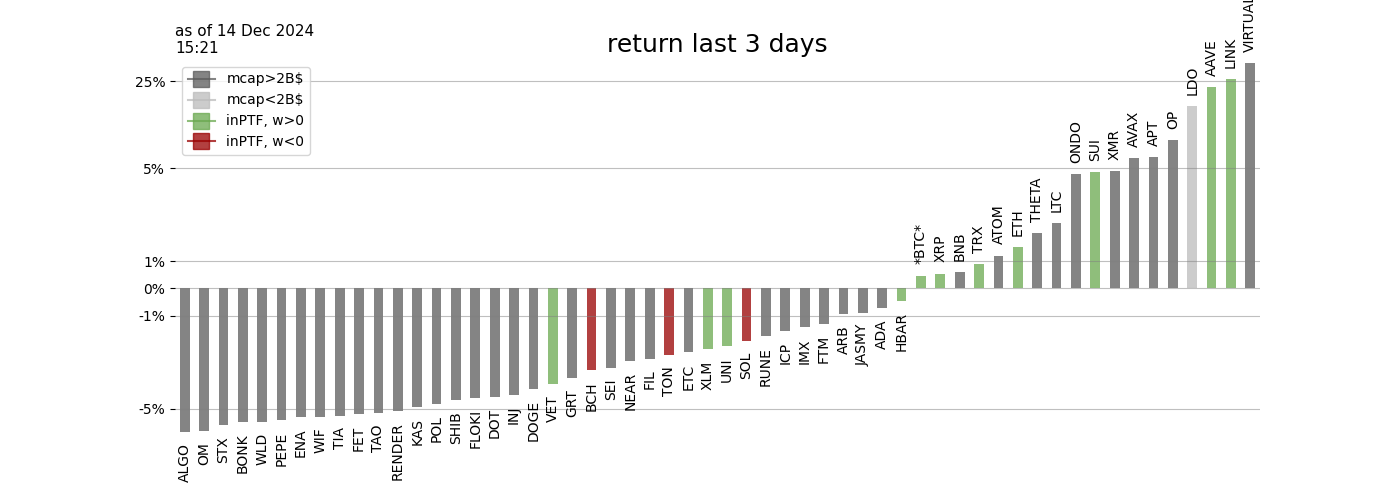 as of 14 Dec 2024
15:21
return last 3 days
mcap>2B$
mcap<2B$
inPTF, w>0
inPTF, w<0
25%
5%
1%
0%
-1%
-5%
ALGO
OM
STX
BONK
WLD
PEPE
ENA
WIF
TIA
FET
TAO
RENDER
KAS
POL
SHIB
FLOKI
DOT
INJ
DOGE
VET
GRT
BCH
SEI
NEAR
FIL
TON
ETC
XLM
UNI
SOL
RUNE
ICP
IMX
FTM
ARB
JASMY
ADA
HBAR
*BTC*
XRP
BNB
TRX
ATOM
ETH
THETA
LTC
ONDO
SUI
XMR
AVAX
APT
OP
LDO
AAVE
LINK
VIRTUAL